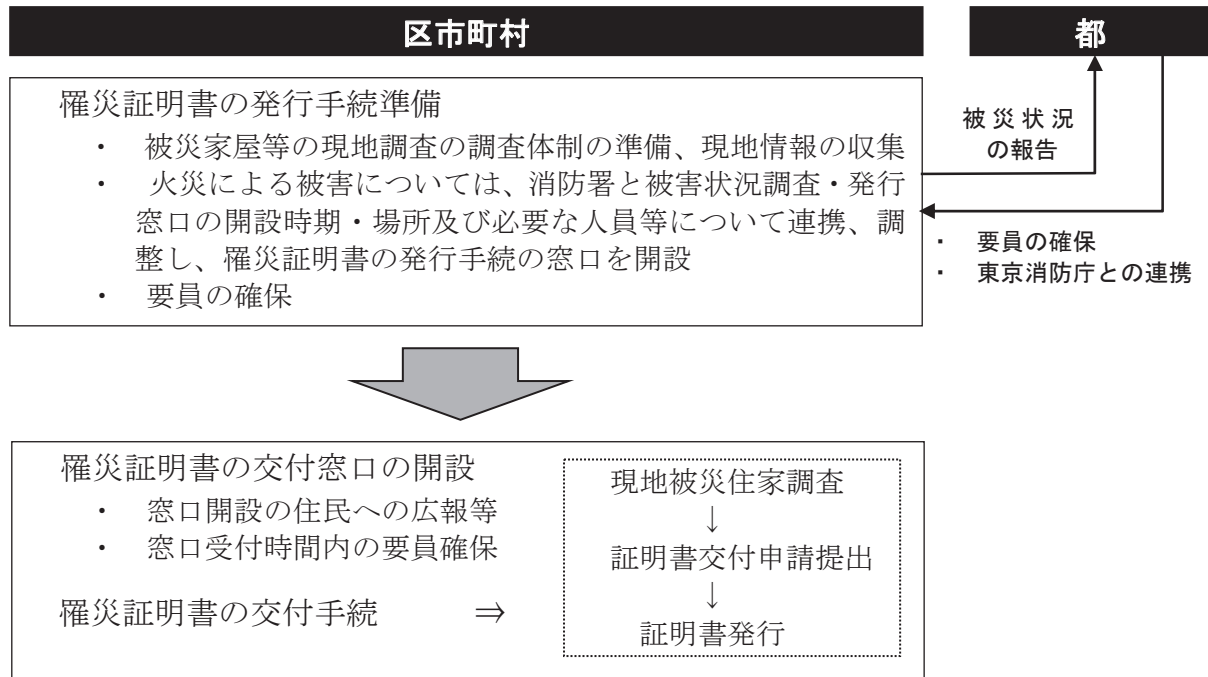 区市町村
都
罹災証明書の発行手続準備
・ 被災家屋等の現地調査の調査体制の準備、現地情報の収集
・ 火災による被害については、消防署と被害状況調査・発行
窓口の開設時期・場所及び必要な人員等について連携、調
整し、罹災証明書の発行手続の窓口を開設
・ 要員の確保
被災状況
の報告
・ 要員の確保
・ 東京消防庁との連携
罹災証明書の交付窓口の開設
・ 窓口開設の住民への広報等
・ 窓口受付時間内の要員確保
罹災証明書の交付手続 ⇒
現地被災住家調査
↓
証明書交付申請提出
↓
証明書発行